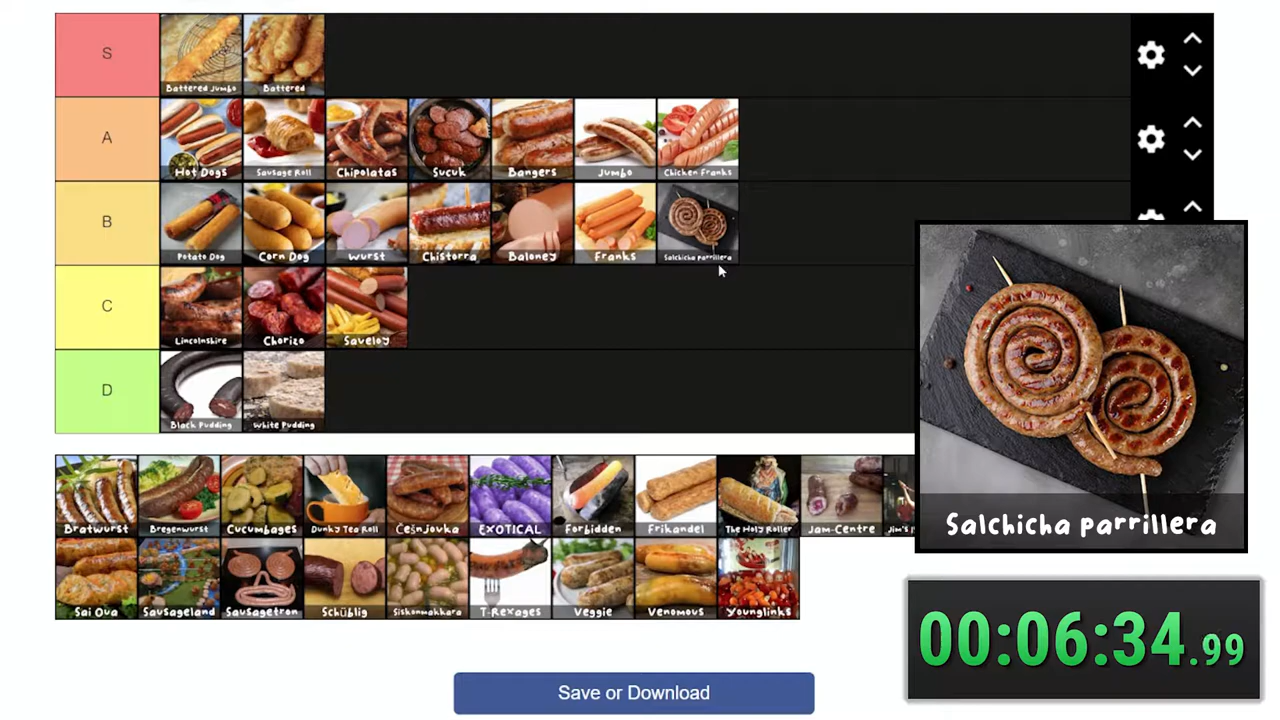 S
Battered Jumbo
Battered
A
Hot Dogs
Sausage Roll
Chipolatas
Sucuk
Bangers
Jumbo
Chicken Franks
B
Potato Dog
Corn Dog
Wurst
Chistorra
Baloney
Franks
Salchicha parrillera
C
Lincolnshire
Chorizo
Saveloy
D
Black Pudding
White Pudding
Bratwurst
Bregenwurst
Cucumbages
Dunky Tea Roll
Češnjovka
EXOTICAL
Forbidden
Frikandel
The Holy Roller
Jam-Centre
Sai Oua
Sausageland
Sausagetron
Schüblig
Siskonmakkara
T-Rexages
Veggie
Venomous
Younglinks
Salchicha parrillera
00:06:34.99
Save or Download